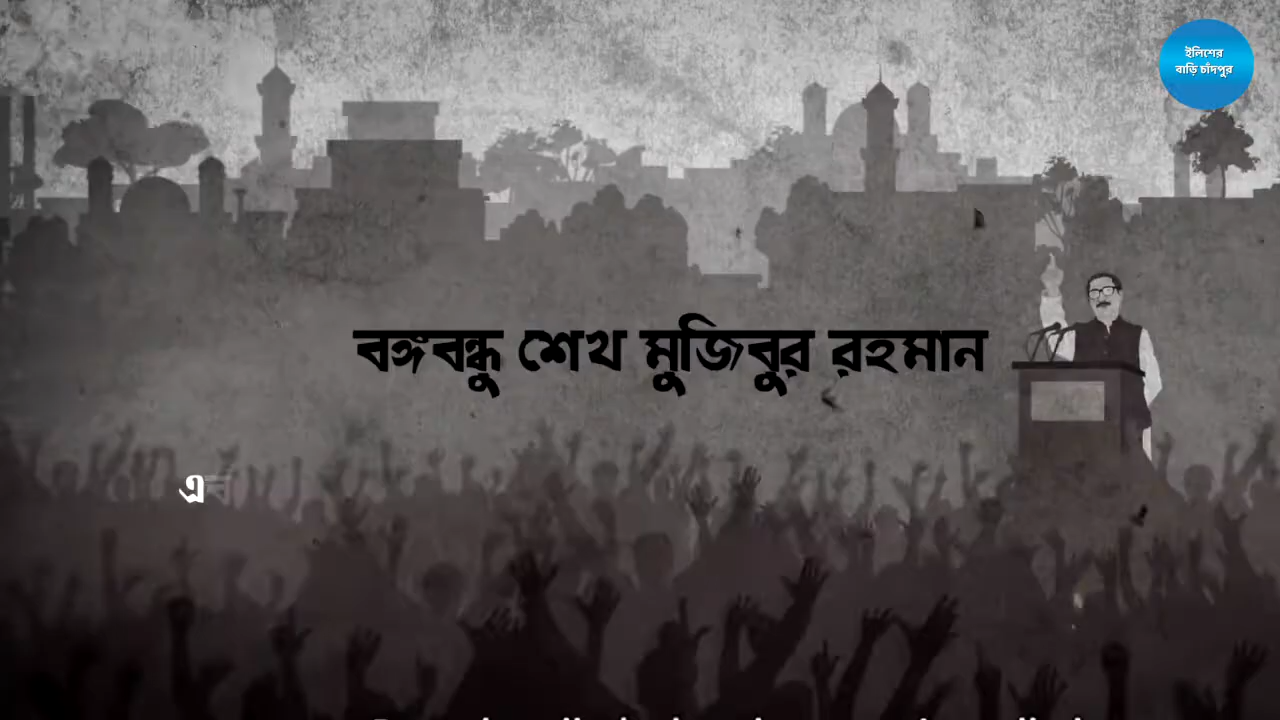 ইলিশের
বাড়ি চাঁদপুর
বঙ্গবন্ধু শেখ মুজিবুর রহমান